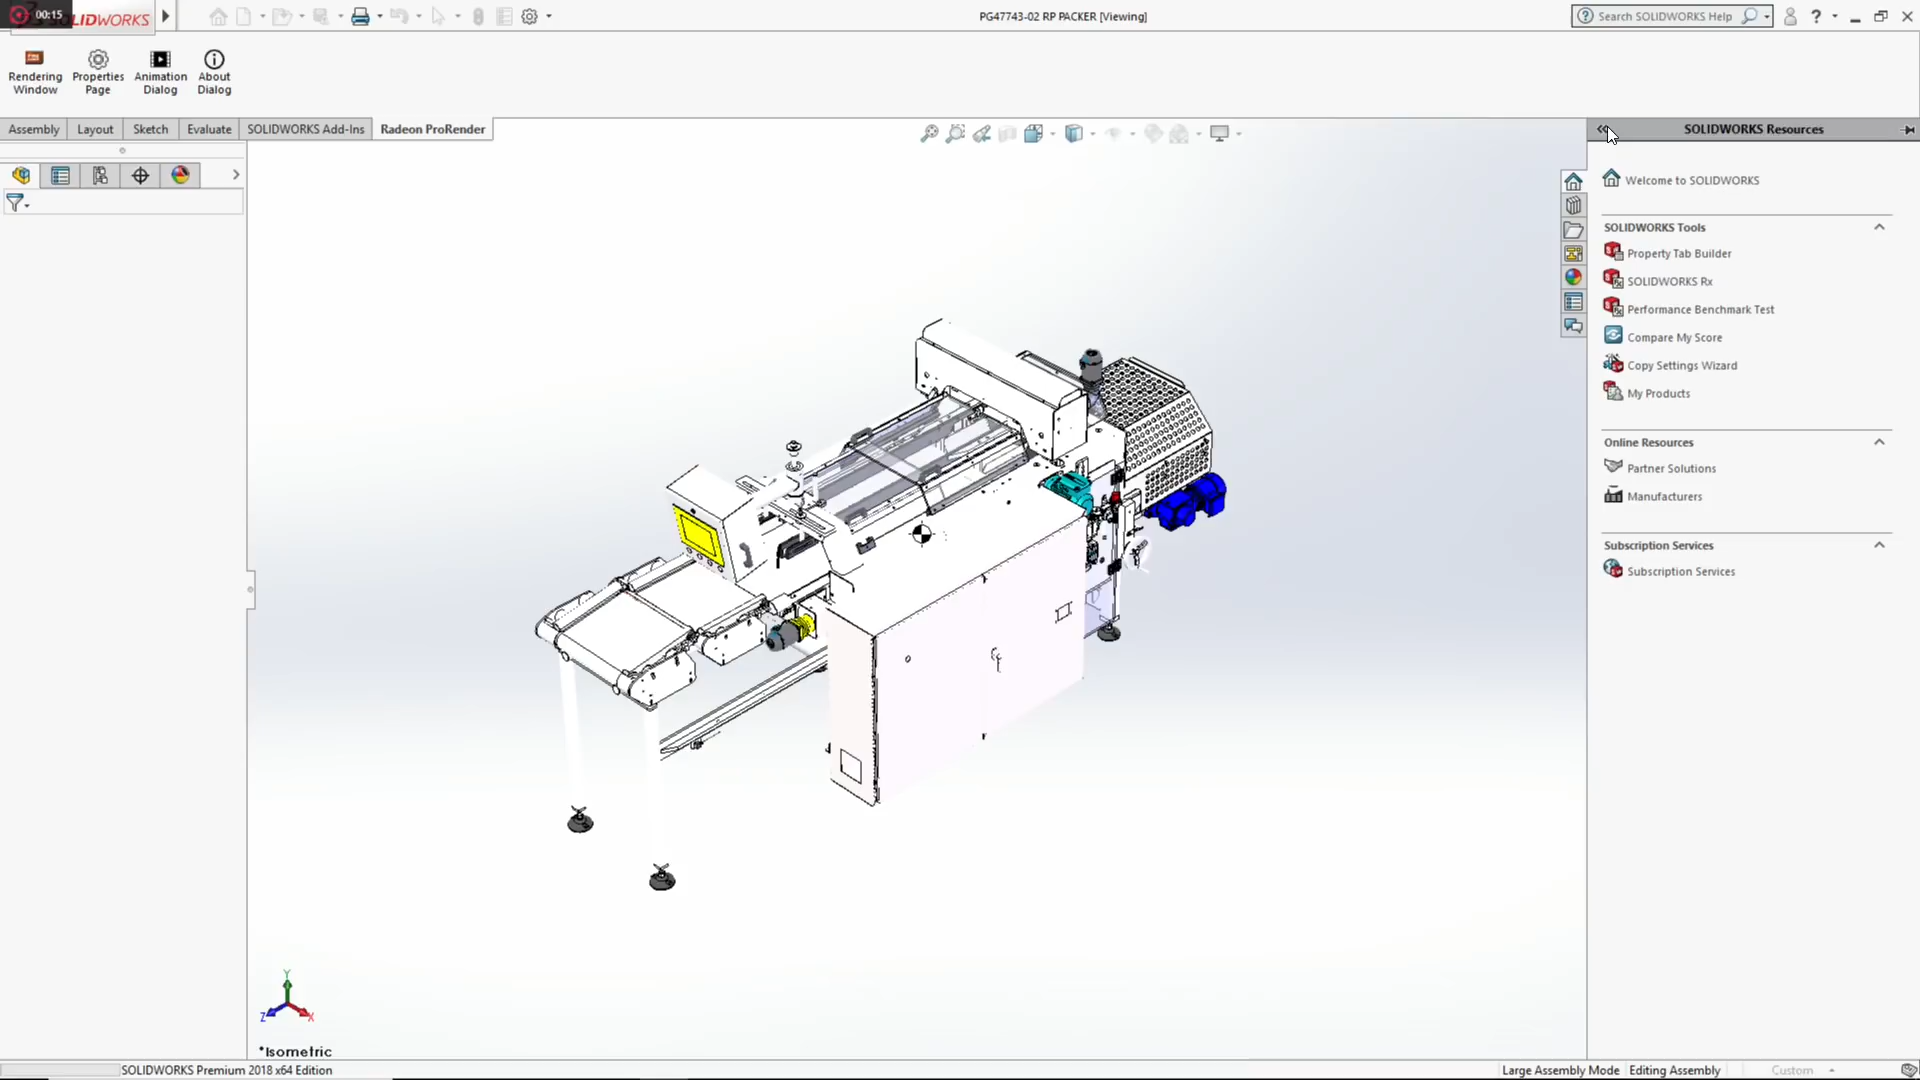 00:15
SOLIDWORKS
PG47743-02 RP PACKER [Viewing]
Search SOLIDWORKS Help
?
Rendering Window
Properties Page
Animation Dialog
About Dialog
Assembly
Layout
Sketch
Evaluate
SOLIDWORKS Add-Ins
Radeon ProRender
SOLIDWORKS Resources
Welcome to SOLIDWORKS
SOLIDWORKS Tools
Property Tab Builder
SOLIDWORKS Rx
Performance Benchmark Test
Compare My Score
Copy Settings Wizard
My Products
Online Resources
Partner Solutions
Manufacturers
Subscription Services
Subscription Services
Y
Z
X
*Isometric
SOLIDWORKS Premium 2018 x64 Edition
Large Assembly Mode
Editing Assembly
Custom